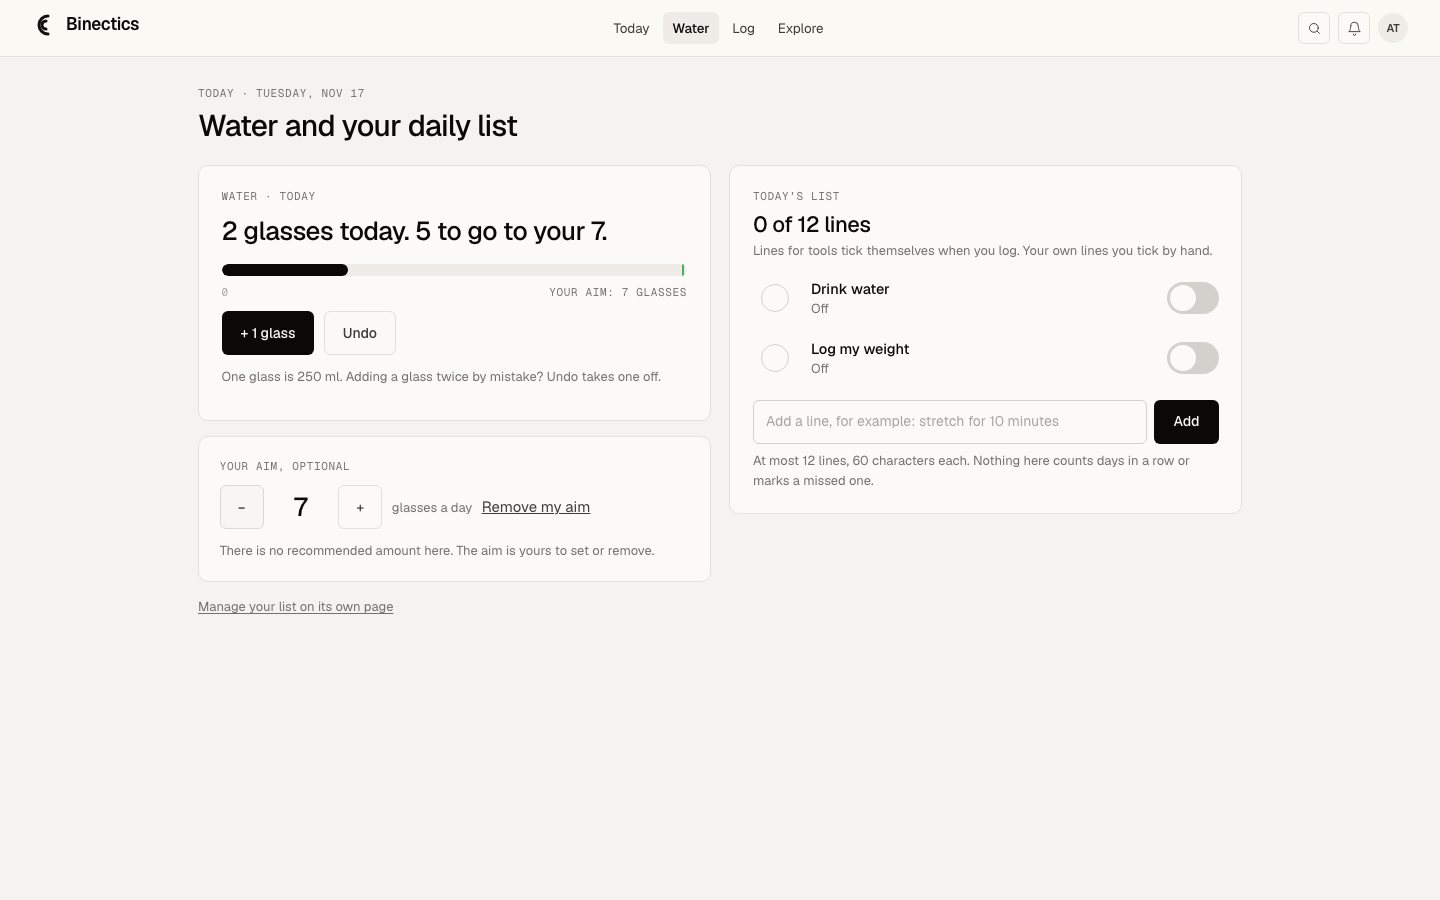 Binectics
Today
Water
Log
Explore
AT
TODAY · TUESDAY, NOV 17
Water and your daily list
WATER · TODAY
2 glasses today. 5 to go to your 7.
0
YOUR AIM: 7 GLASSES
+ 1 glass
Undo
One glass is 250 ml. Adding a glass twice by mistake? Undo takes one off.
YOUR AIM, OPTIONAL
−
7
+
glasses a day
Remove my aim
There is no recommended amount here. The aim is yours to set or remove.
Manage your list on its own page
TODAY'S LIST
0 of 12 lines
Lines for tools tick themselves when you log. Your own lines you tick by hand.
Drink water
Off
Log my weight
Off
Add a line, for example: stretch for 10 minutes
Add
At most 12 lines, 60 characters each. Nothing here counts days in a row or
marks a missed one.